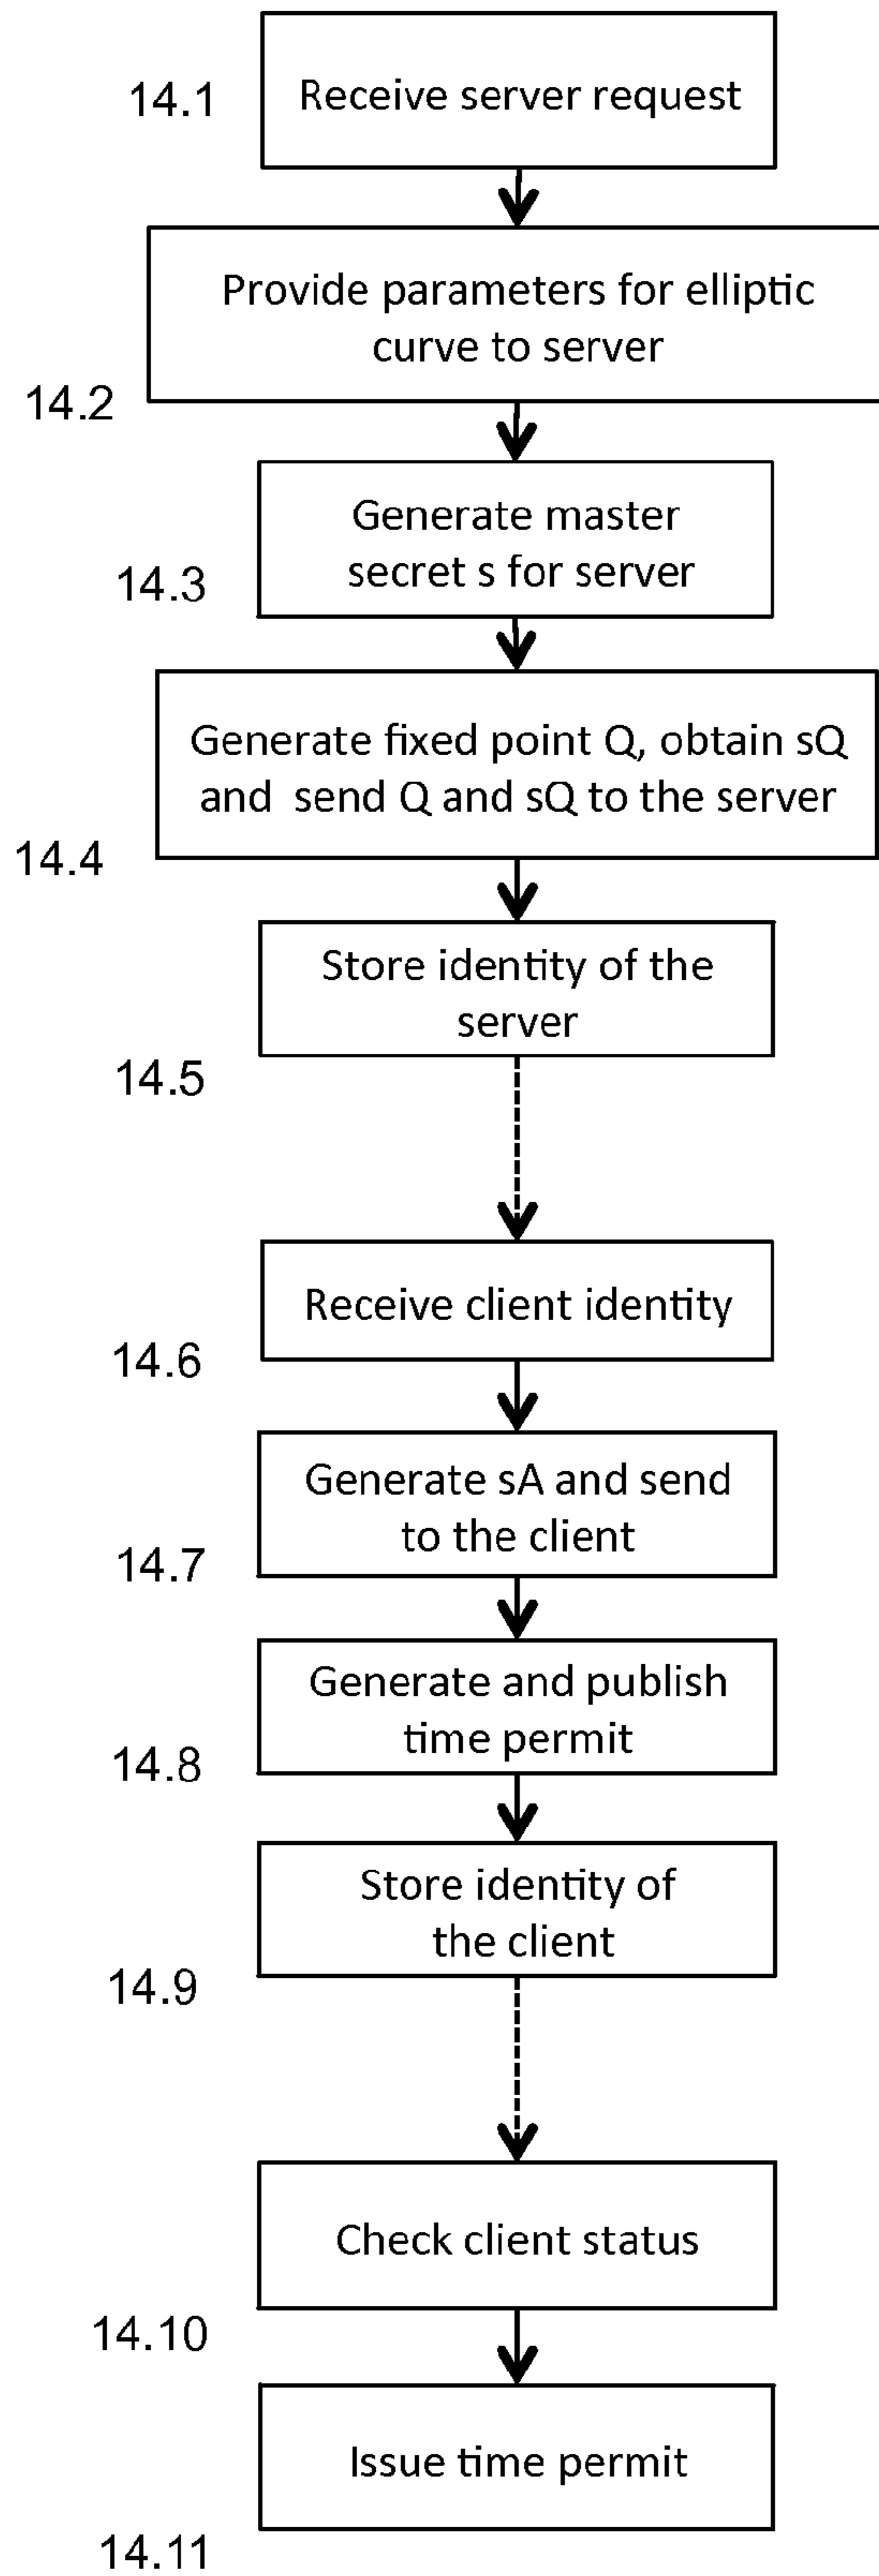 14.1
Receive server request
Provide parameters for elliptic
curve to server
14.2
Generate master
secret s for server
14.3
Generate fixed point Q, obtain sQ
and send Q and sQ to the server
14.4
Store identity of the
server
14.5
Receive client identity
14.6
Generate sA and send
to the client
14.7
Generate and publish
time permit
14.8
Store identity of
the client
14.9
Check client status
14.10
Issue time permit
14.11